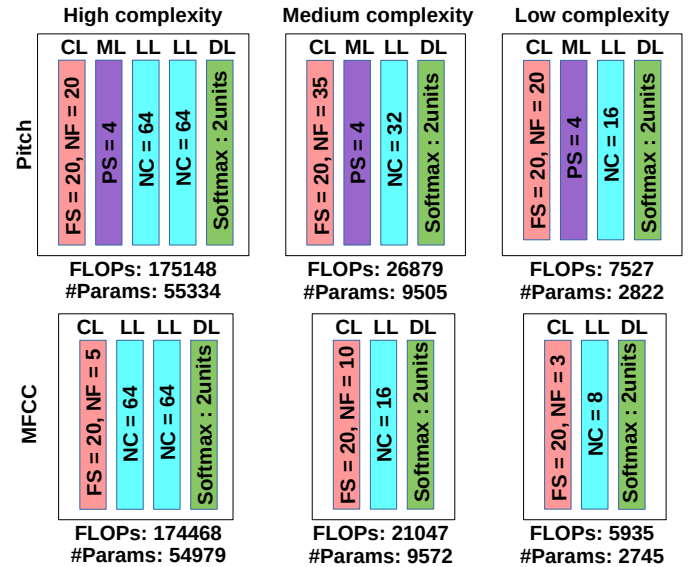 High complexity
Medium complexity
Low complexity
Pitch
CL ML LL LL DL
FS = 20, NF = 20
PS = 4
NC = 64
NC = 64
Softmax : 2units
FLOPs: 175148
#Params: 55334
CL ML LL DL
FS = 20, NF = 35
PS = 4
NC = 32
Softmax : 2units
FLOPs: 26879
#Params: 9505
CL ML LL DL
FS = 20, NF = 20
PS = 4
NC = 16
Softmax : 2units
FLOPs: 7527
#Params: 2822
MFCC
CL LL LL DL
FS = 20, NF = 5
NC = 64
NC = 64
Softmax : 2units
FLOPs: 174468
#Params: 54979
CL LL DL
FS = 20, NF = 10
NC = 16
Softmax : 2units
FLOPs: 21047
#Params: 9572
CL LL DL
FS = 20, NF = 3
NC = 8
Softmax : 2units
FLOPs: 5935
#Params: 2745